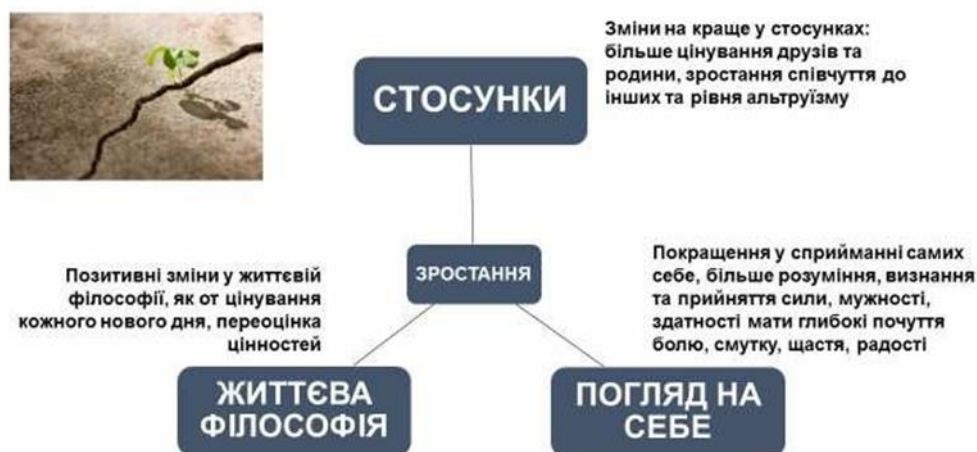 СТОСУНКИ
Зміни на краще у стосунках:
більше цінування друзів та
родини, зростання співчуття до
інших та рівня альтруїзму
ЗРОСТАННЯ
Позитивні зміни у життєвій
філософії, як от цінування
кожного нового дня, переоцінка
цінностей
Покращення у сприйманні самих
себе, більше розуміння, визнання
та прийняття сили, мужності,
здатності мати глибокі почуття
болю, смутку, щастя, радості
ЖИТТЄВА
ФІЛОСОФІЯ
ПОГЛЯД НА
СЕБЕ